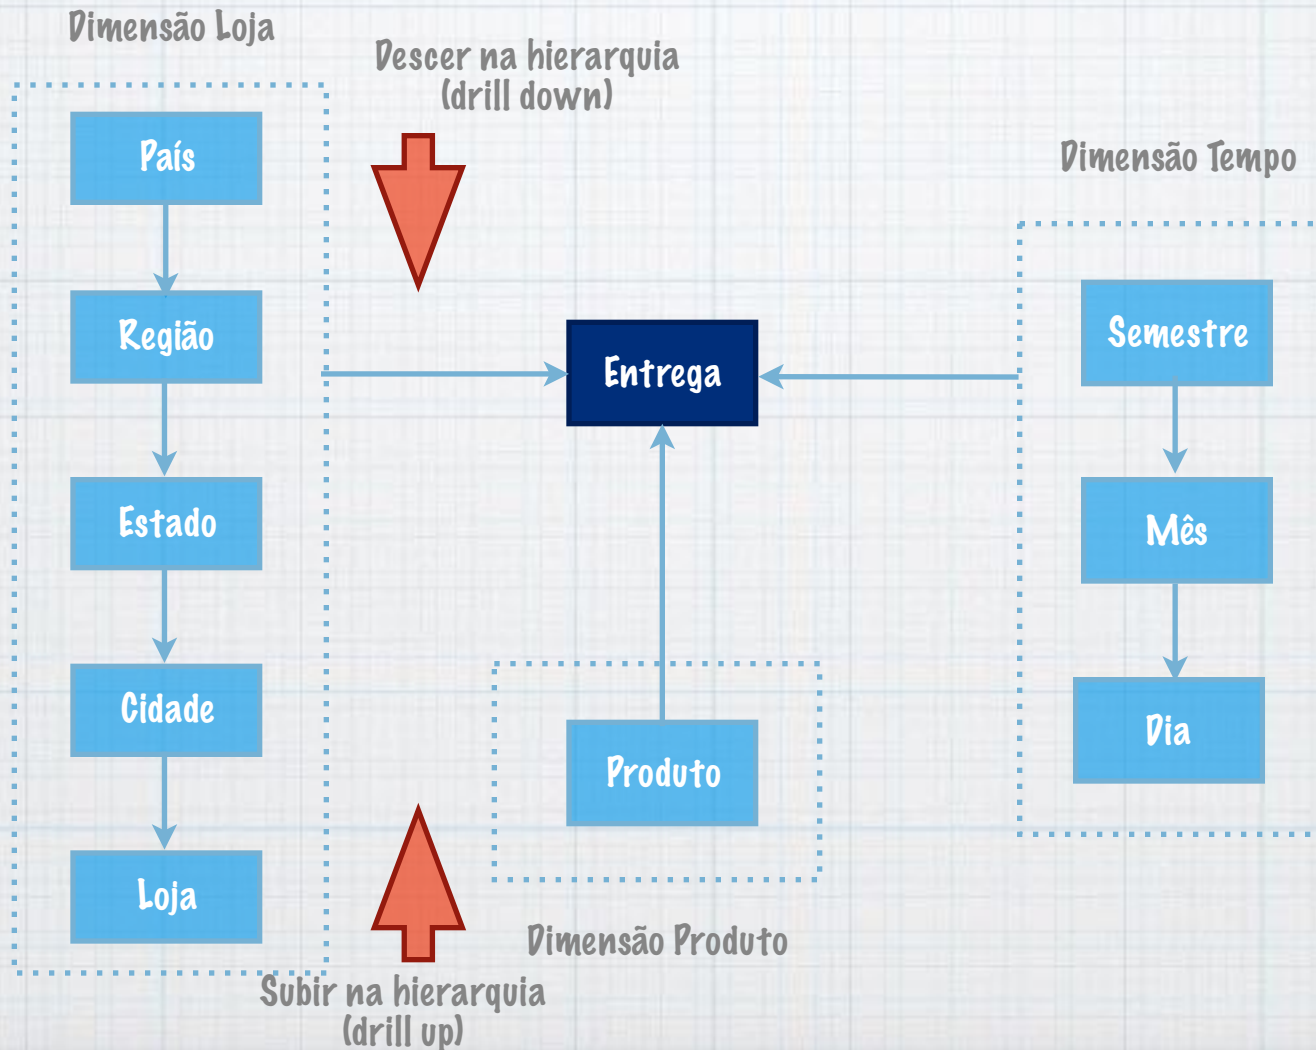 Dimensão Loja
País
Região
Estado
Cidade
Loja
Descer na hierarquia
(drill down)
Subir na hierarquia
(drill up)
Entrega
Produto
Dimensão Produto
Dimensão Tempo
Semestre
Mês
Dia